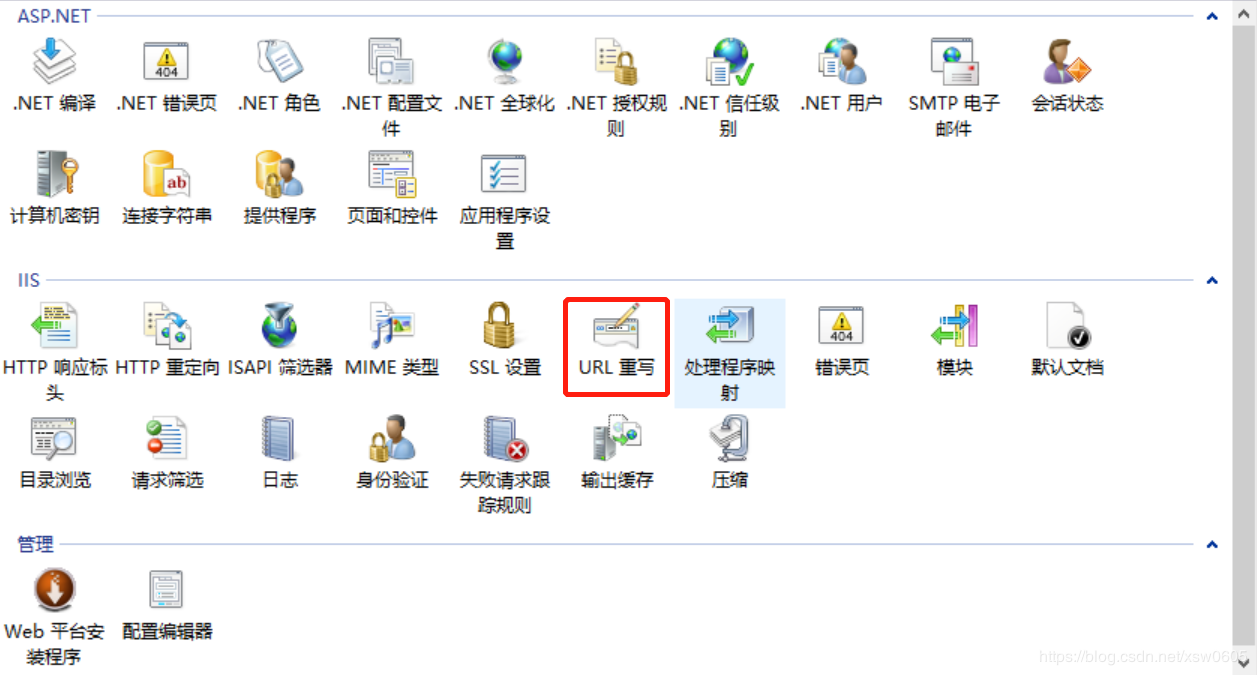 ASP.NET
.NET 编译 .NET 错误页 .NET 角色 .NET 配置文 .NET 全球化 .NET 授权规 .NET 信任级 .NET 用户 SMTP 电子 会话状态
件 则 别 邮件
计算机密钥 连接字符串 提供程序 页面和控件 应用程序设
置
IIS
HTTP 响应标 HTTP 重定向 ISAPI 筛选器 MIME 类型 SSL 设置 URL 重写 处理程序映 错误页 模块 默认文档
头 射
目录浏览 请求筛选 日志 身份验证 失败请求跟 输出缓存 压缩
踪规则
管理
Web 平台安 配置编辑器
装程序
https://blog.csdn.net/xsw0605